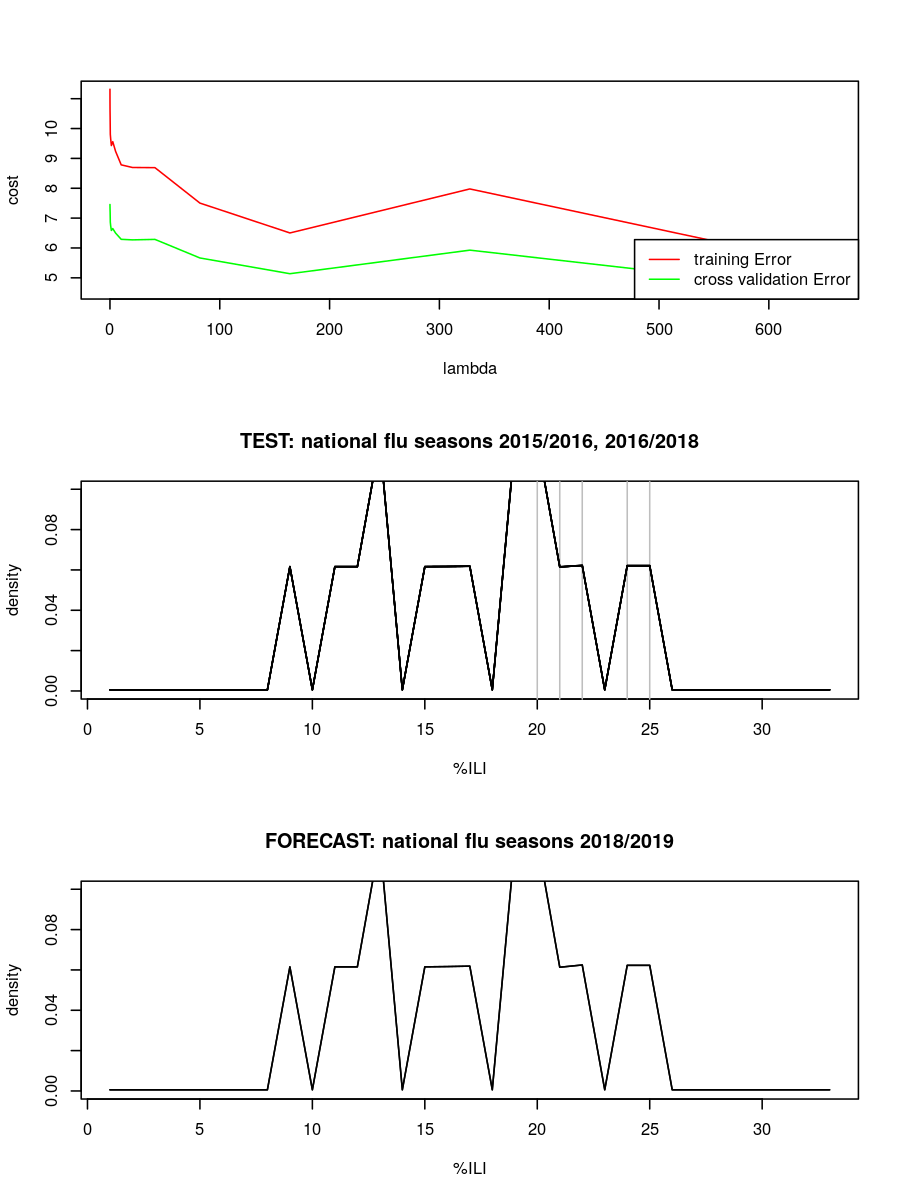 cost
5 6 7 8 9 10
0 100 200 300 400 500 600
lambda
training Error
cross validation Error
TEST: national flu seasons 2015/2016, 2016/2018
density
0.00 0.04 0.08
0 5 10 15 20 25 30
%ILI
FORECAST: national flu seasons 2018/2019
density
0.00 0.04 0.08
0 5 10 15 20 25 30
%ILI